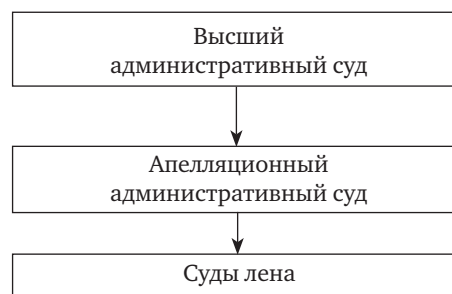 Высший
административный суд
Апелляционный
административный суд
Суды лена